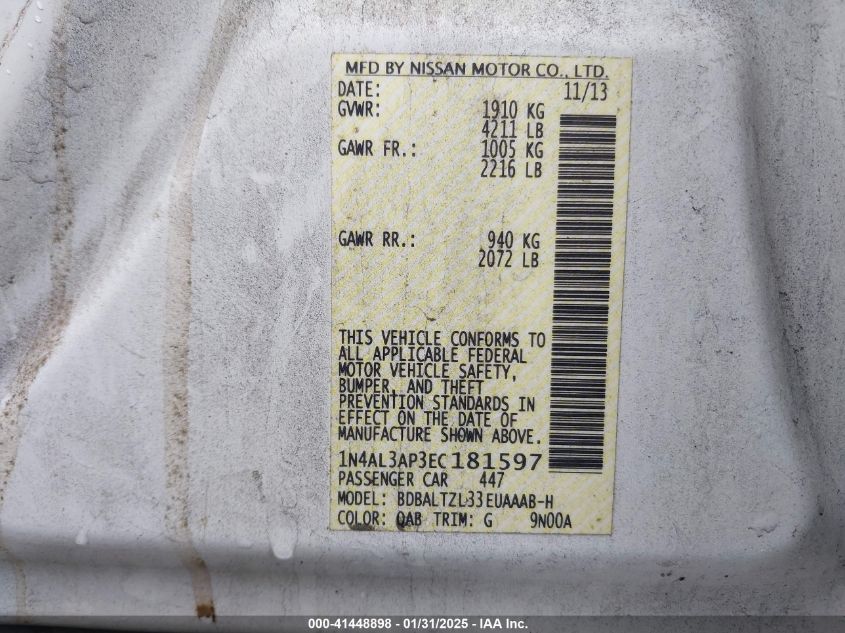 MFD BY NISSAN MOTOR CO., LTD.
DATE: 11/13
GVWR: 1910 KG
4211 LB
GAWR FR.: 1005 KG
2216 LB
GAWR RR.: 940 KG
2072 LB
THIS VEHICLE CONFORMS TO
ALL APPLICABLE FEDERAL
MOTOR VEHICLE SAFETY,
BUMPER, AND THEFT
PREVENTION STANDARDS IN
EFFECT ON THE DATE OF
MANUFACTURE SHOWN ABOVE.
1N4AL3AP3EC181597
PASSENGER CAR 447
MODEL: BDBALTZL33EUAAAB-H
COLOR: QAB TRIM: G 9N00A
000-41448898 - 01/31/2025 - IAA Inc.